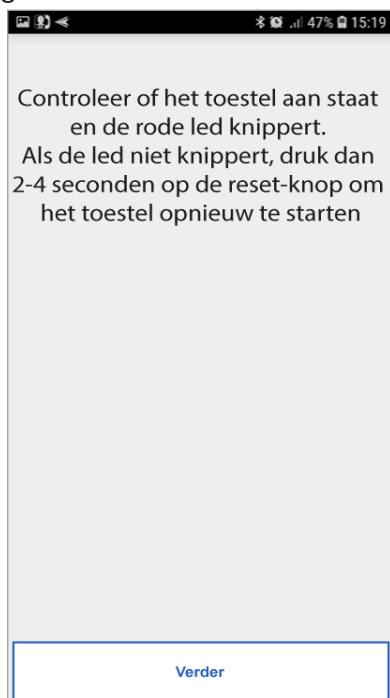 47% 15:19
Controleer of het toestel aan staat
en de rode led knippert.
Als de led niet knippert, druk dan
2-4 seconden op de reset-knop om
het toestel opnieuw te starten
Verder